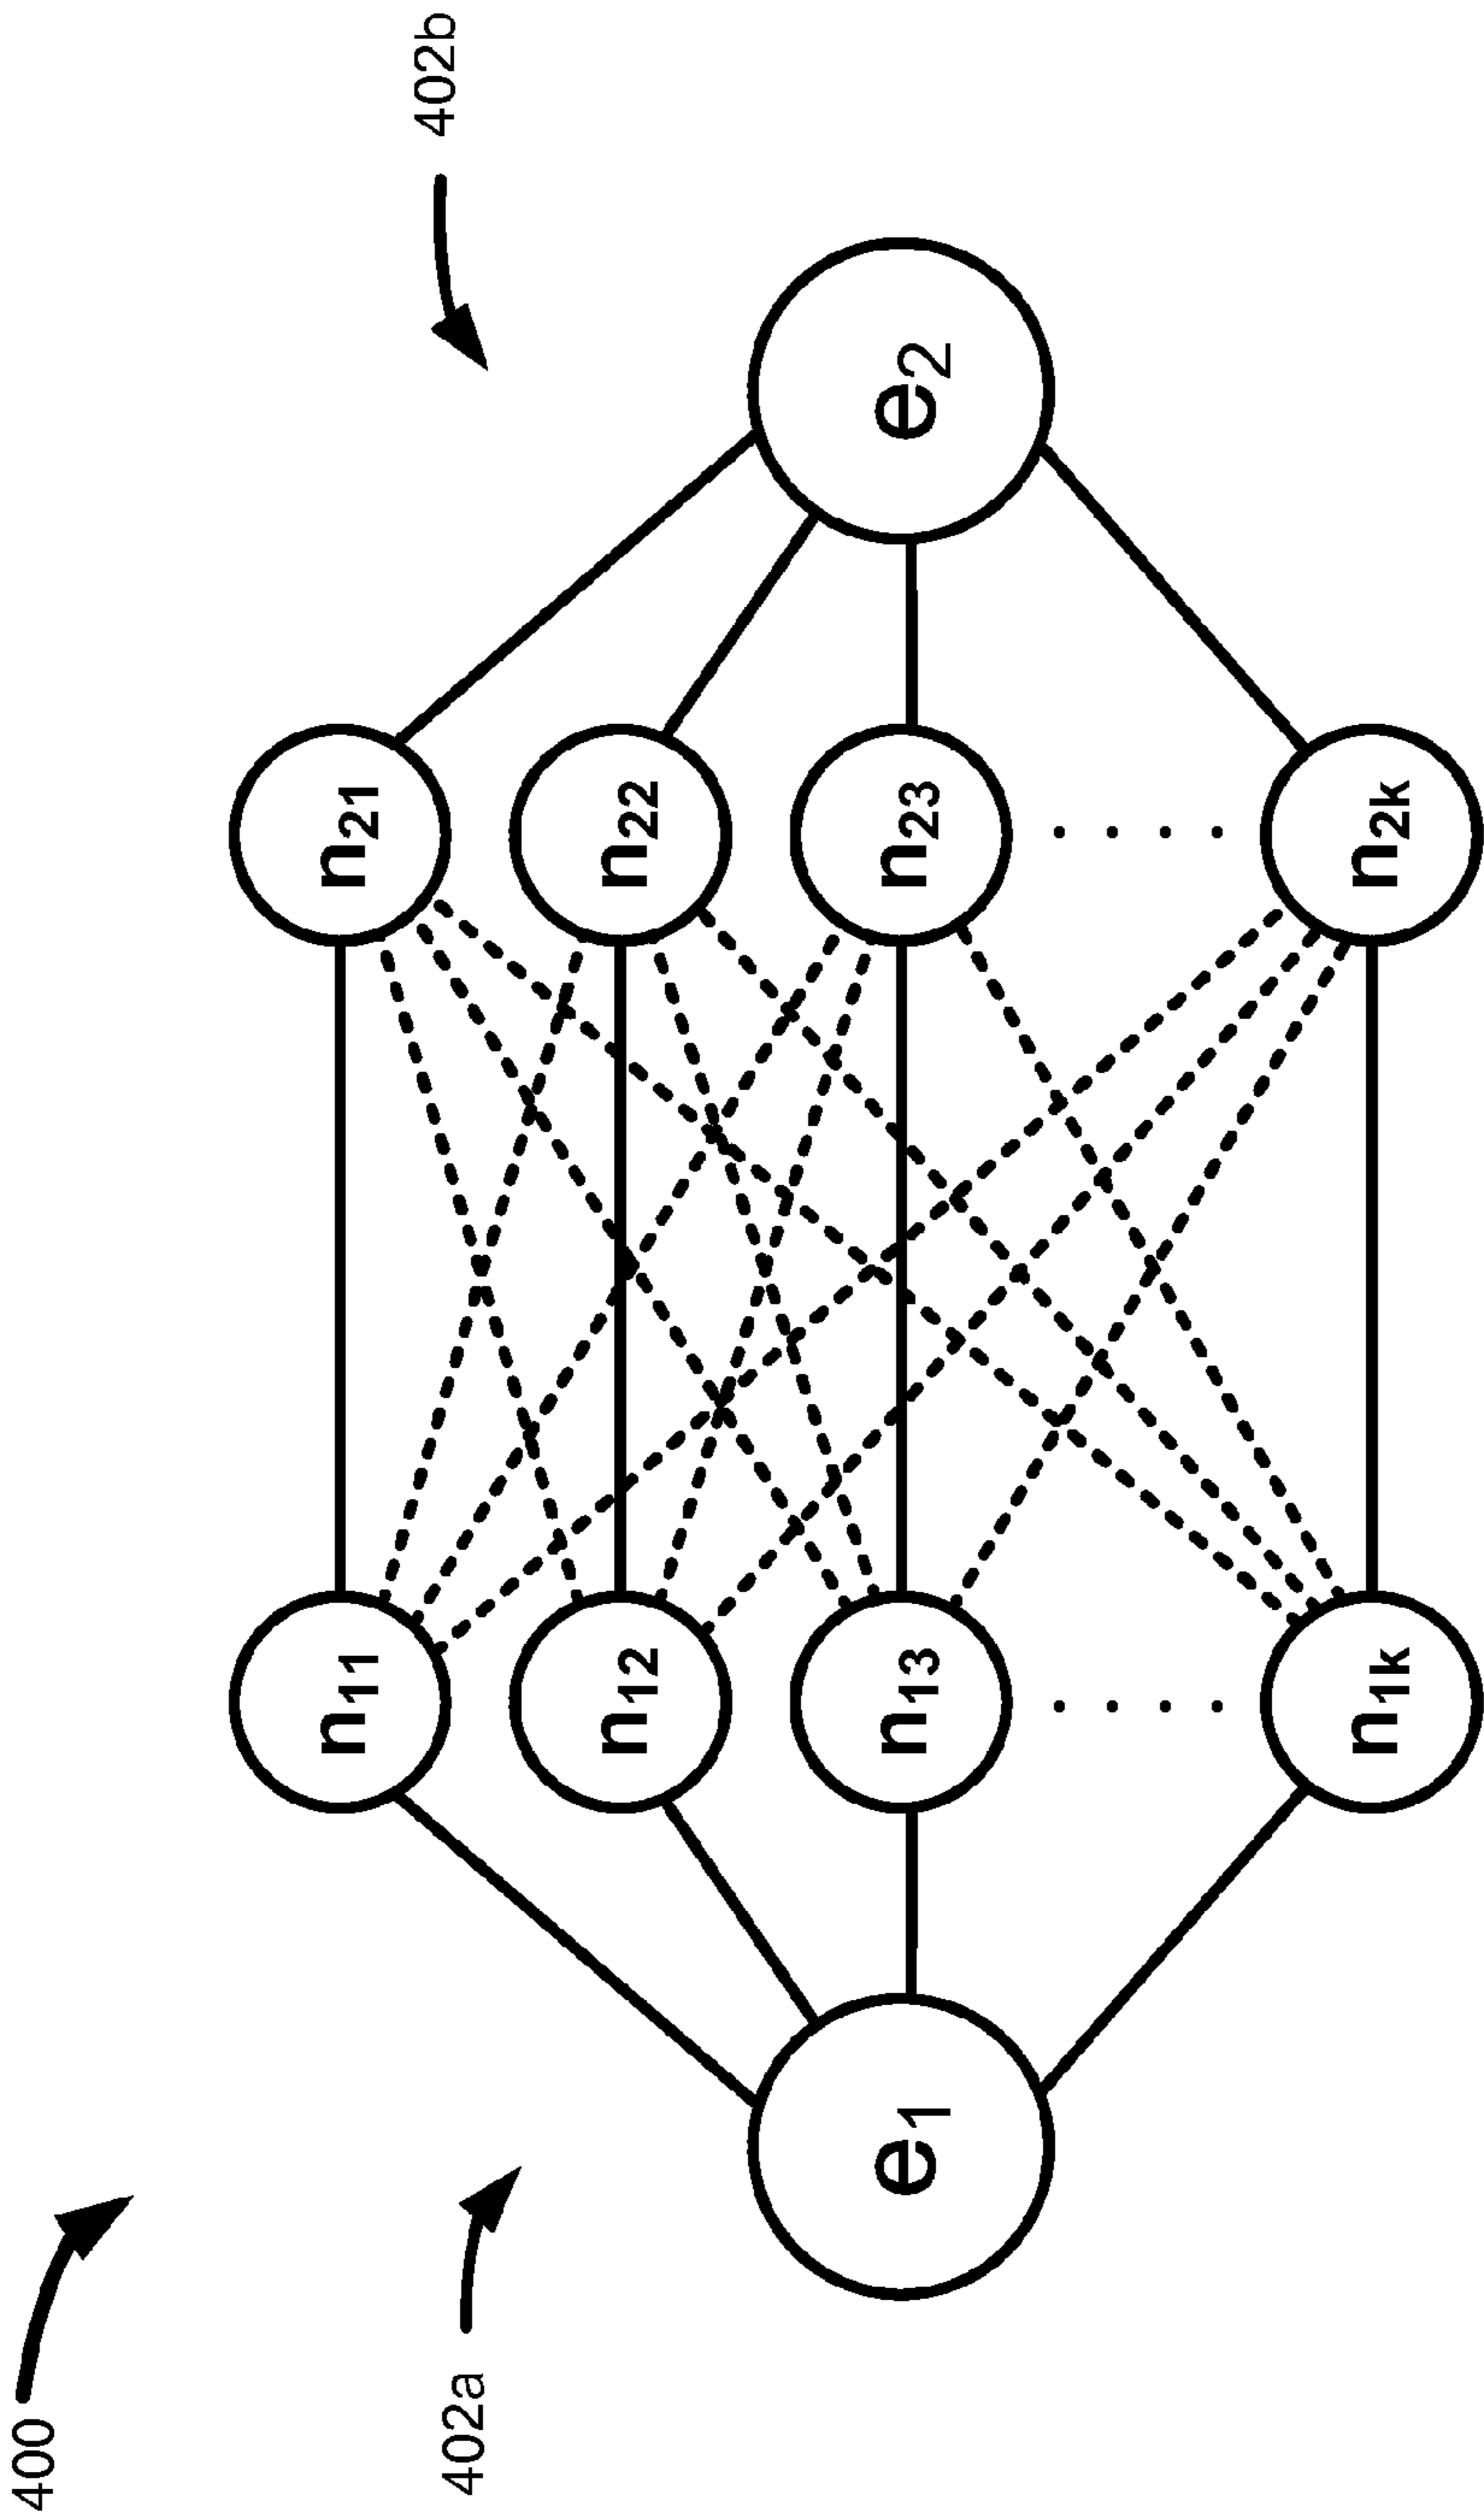 400
402a
402b
n11
n21
n12
n22
e1
n13
n23
e2
. . . .
. . . .
n1k
n2k